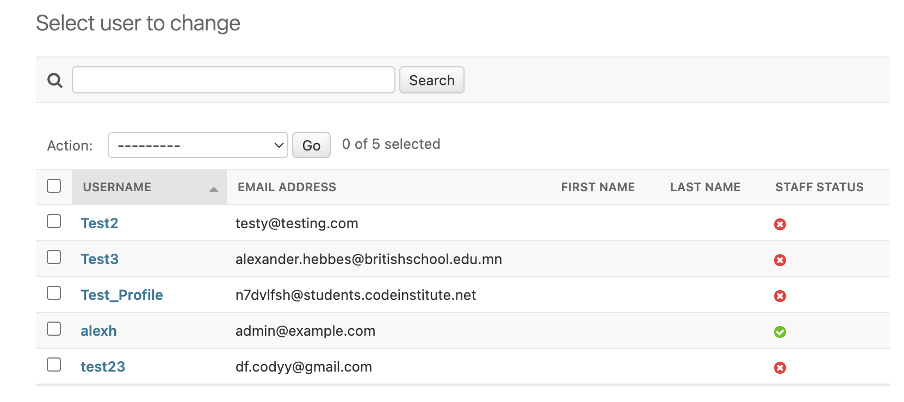 Select user to change
Search
Action: --------- Go 0 of 5 selected
USERNAME EMAIL ADDRESS FIRST NAME LAST NAME STAFF STATUS
Test2 testy@testing.com
Test3 alexander.hebbes@britishschool.edu.mn
Test_Profile n7dvlfsh@students.codeinstitute.net
alexh admin@example.com
test23 df.codyy@gmail.com